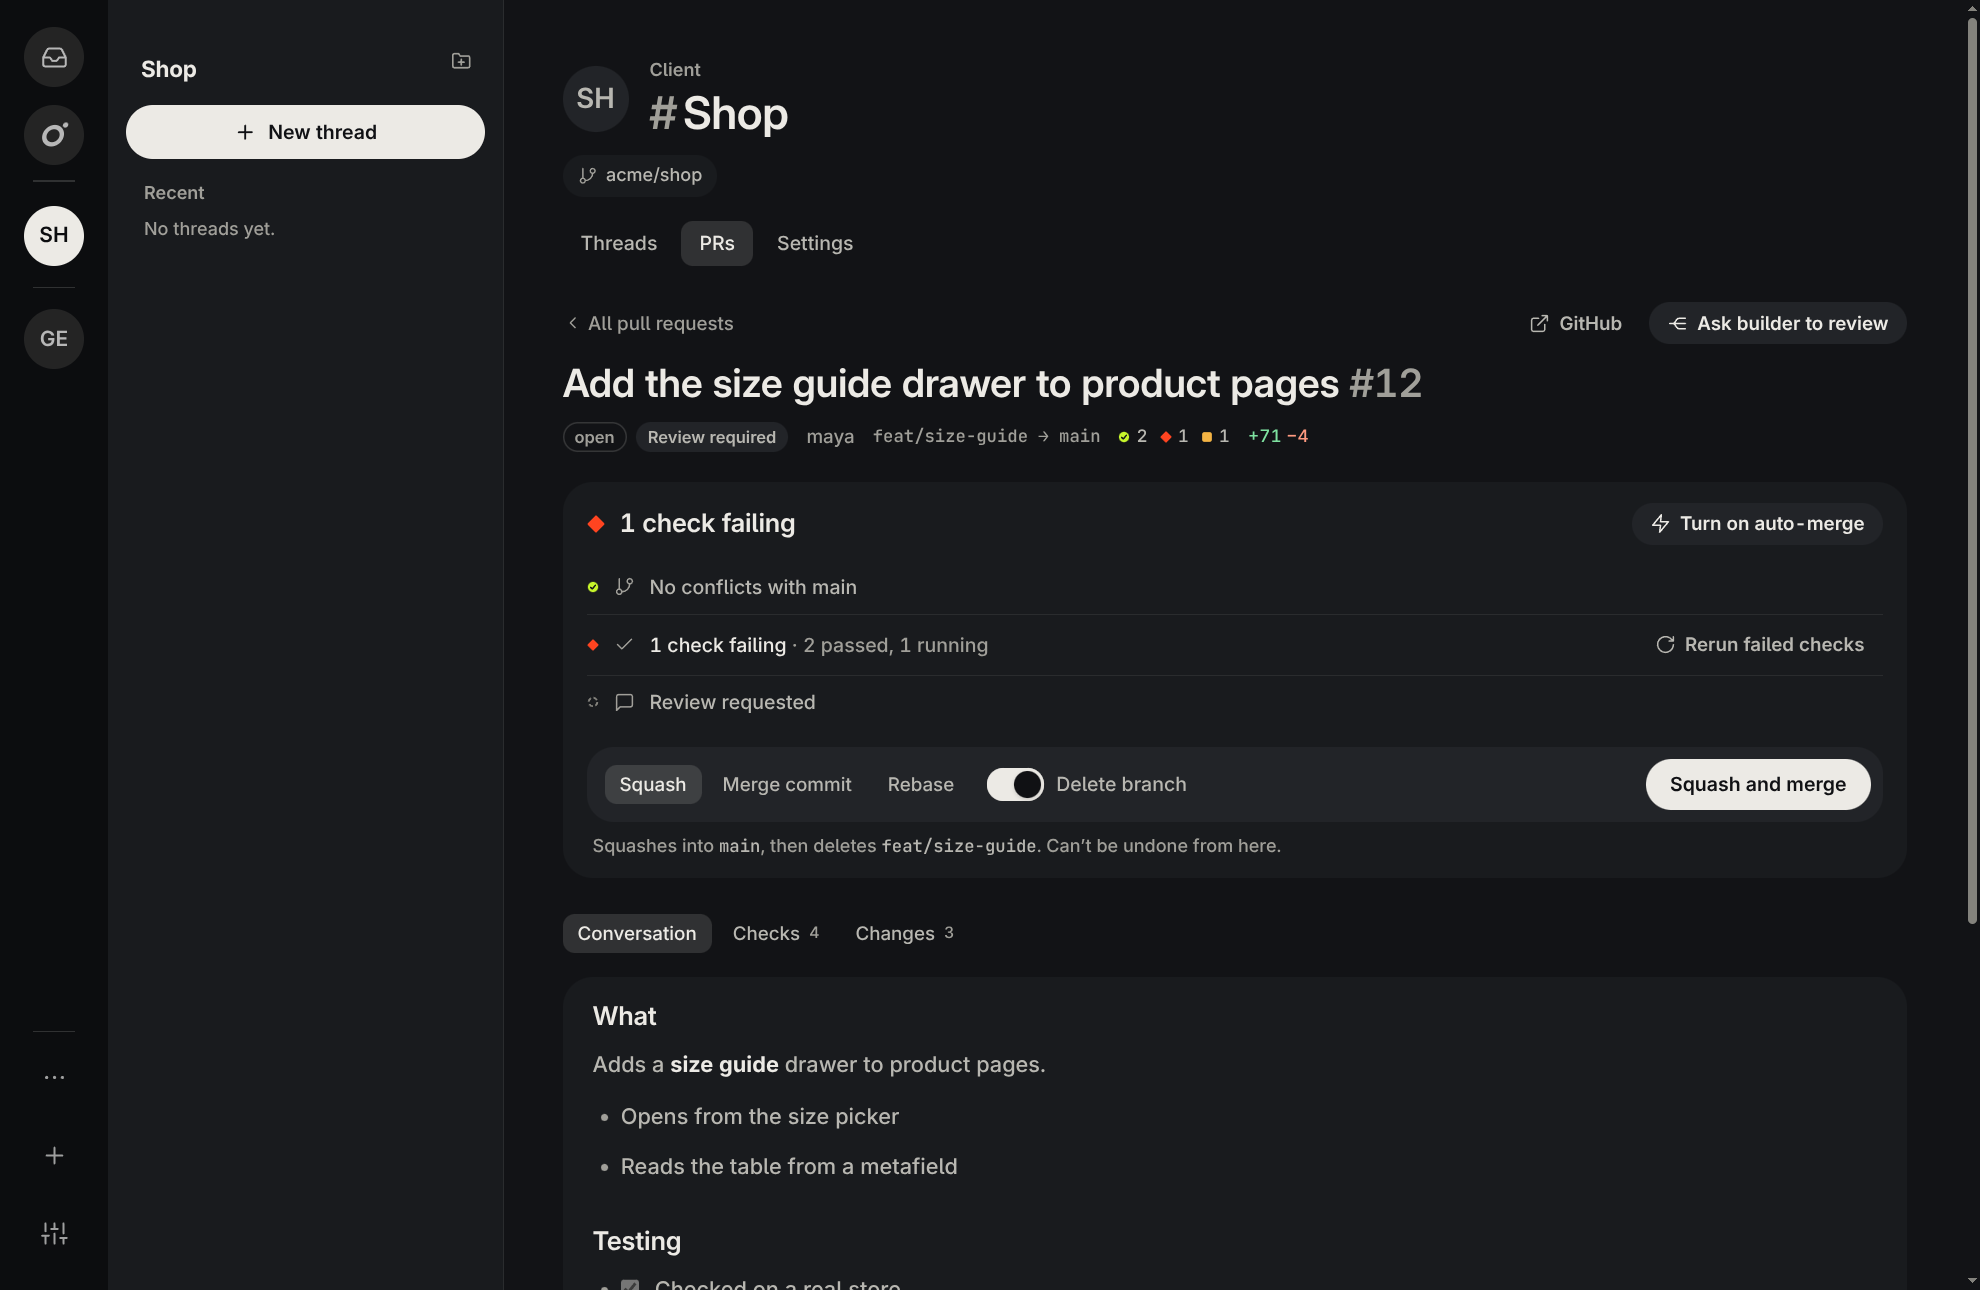 Shop
New thread
Recent
No threads yet.
SH
GE
SH
Client
#Shop
acme/shop
Threads PRs Settings
All pull requests
GitHub
Ask builder to review
Add the size guide drawer to product pages #12
open Review required maya feat/size-guide → main 2 1 1 +71 −4
1 check failing
Turn on auto-merge
No conflicts with main
1 check failing · 2 passed, 1 running
Rerun failed checks
Review requested
Squash Merge commit Rebase Delete branch
Squash and merge
Squashes into main, then deletes feat/size-guide. Can’t be undone from here.
Conversation Checks 4 Changes 3
What
Adds a size guide drawer to product pages.
• Opens from the size picker
• Reads the table from a metafield
Testing
• Checked on a real store